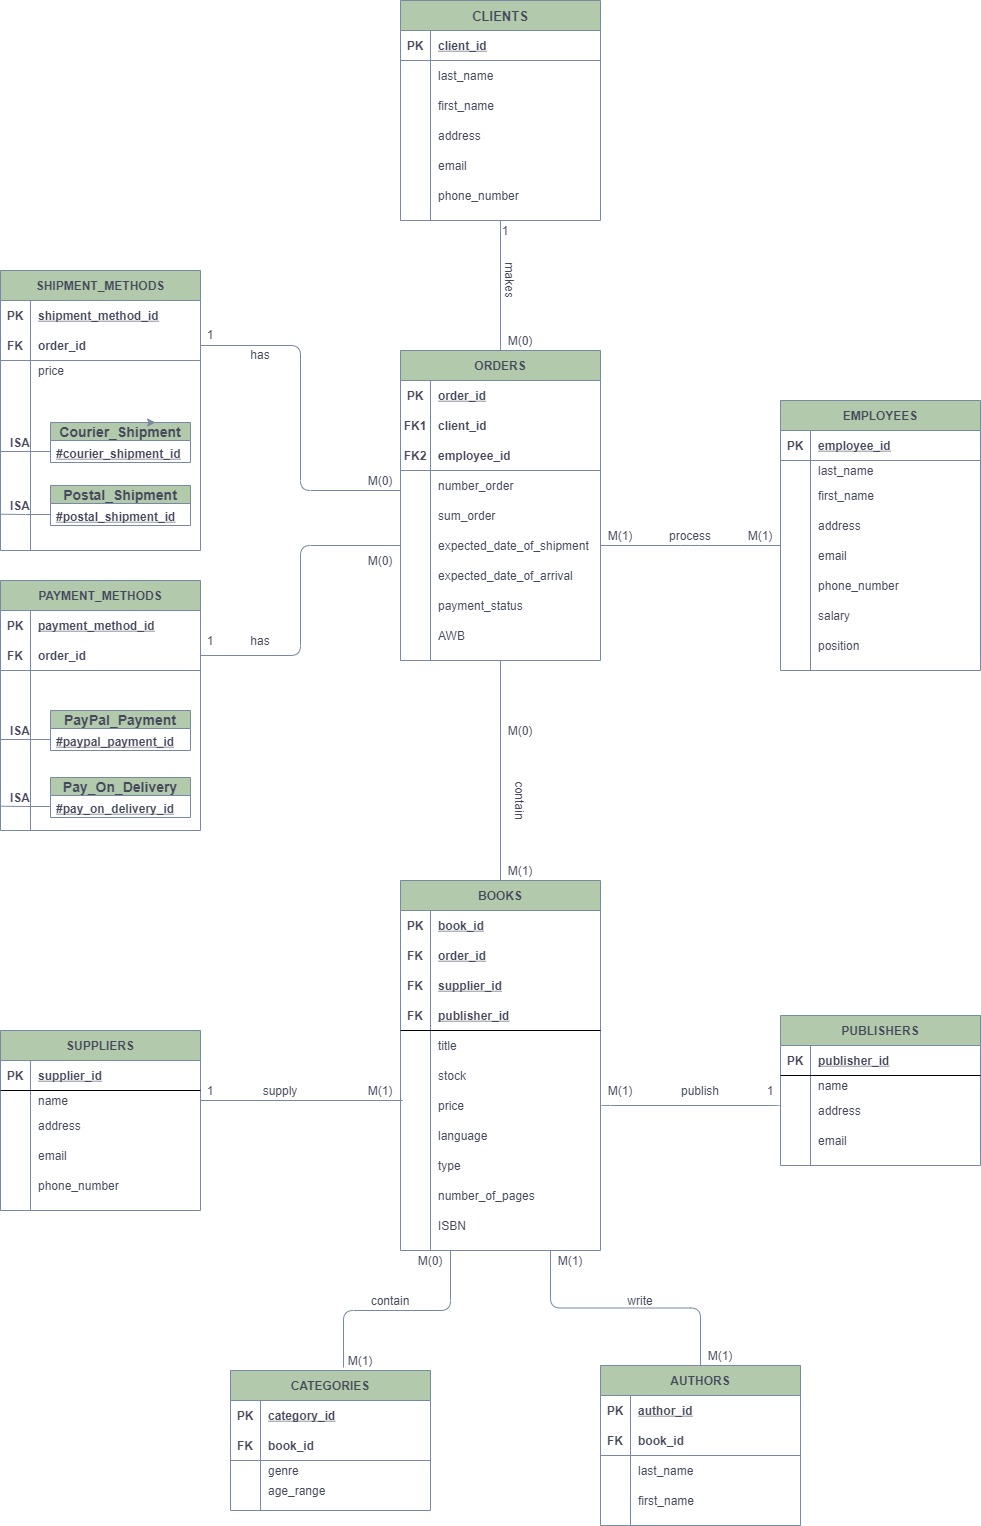 CLIENTS
PK client_id
last_name
first_name
address
email
phone_number
1
makes
M(0)
SHIPMENT_METHODS
PK shipment_method_id
FK order_id
price
ISA
Courier_Shipment
#courier_shipment_id
ISA
Postal_Shipment
#postal_shipment_id
1
has
M(0)
ORDERS
PK order_id
FK1 client_id
FK2 employee_id
number_order
sum_order
expected_date_of_shipment
expected_date_of_arrival
payment_status
AWB
M(1) process M(1)
EMPLOYEES
PK employee_id
last_name
first_name
address
email
phone_number
salary
position
PAYMENT_METHODS
PK payment_method_id
FK order_id
ISA
PayPal_Payment
#paypal_payment_id
ISA
Pay_On_Delivery
#pay_on_delivery_id
1 has
M(0)
M(0)
contain
M(1)
BOOKS
PK book_id
FK order_id
FK supplier_id
FK publisher_id
title
stock
price
language
type
number_of_pages
ISBN
SUPPLIERS
PK supplier_id
name
address
email
phone_number
1 supply M(1)
M(1) publish 1
PUBLISHERS
PK publisher_id
name
address
email
M(0)
contain
M(1)
M(1)
write
M(1)
CATEGORIES
PK category_id
FK book_id
genre
age_range
AUTHORS
PK author_id
FK book_id
last_name
first_name